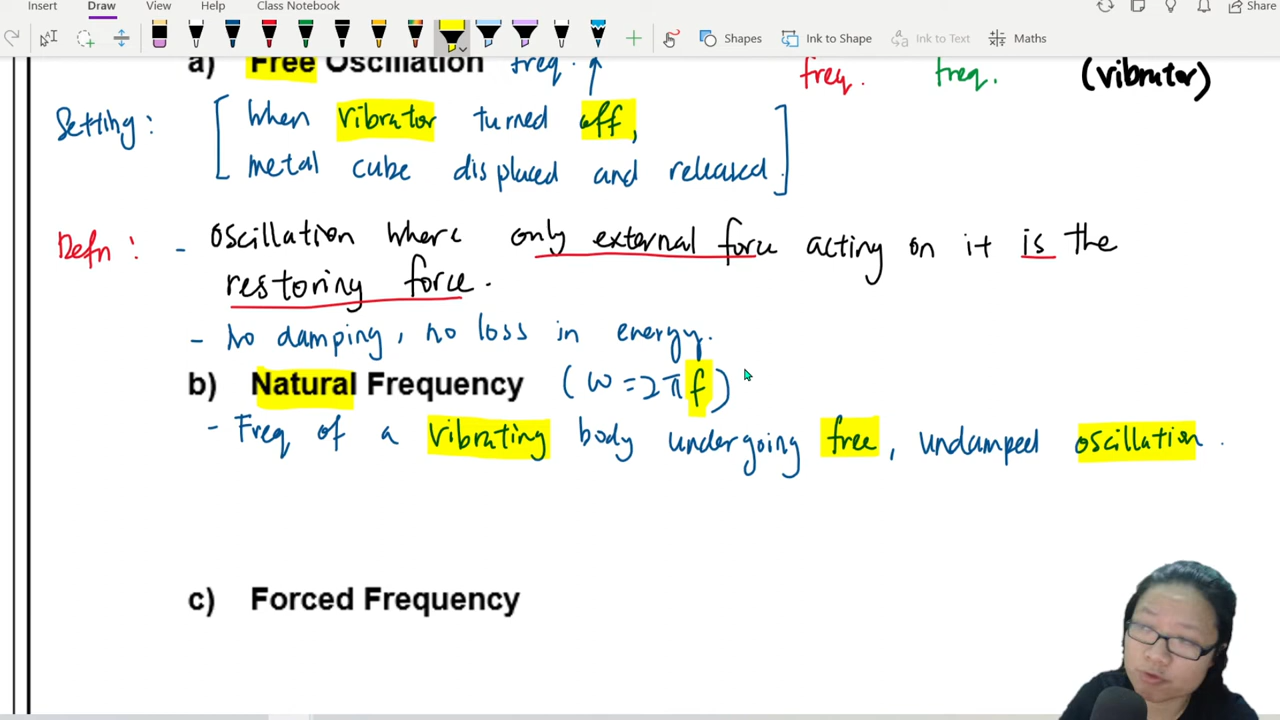 Insert Draw View Help Class Notebook Share
Shapes Ink to Shape Ink to Text Maths
a) Free Oscillation freq. freq. freq. (vibrator)
Setting: [ When vibrator turned off,
metal cube displaced and released. ]
Defn: - Oscillation where only external force acting on it is the
restoring force.
- No damping, no loss in energy.
b) Natural Frequency (ω = 2πf)
- Freq of a vibrating body undergoing free, undamped oscillation.
c) Forced Frequency